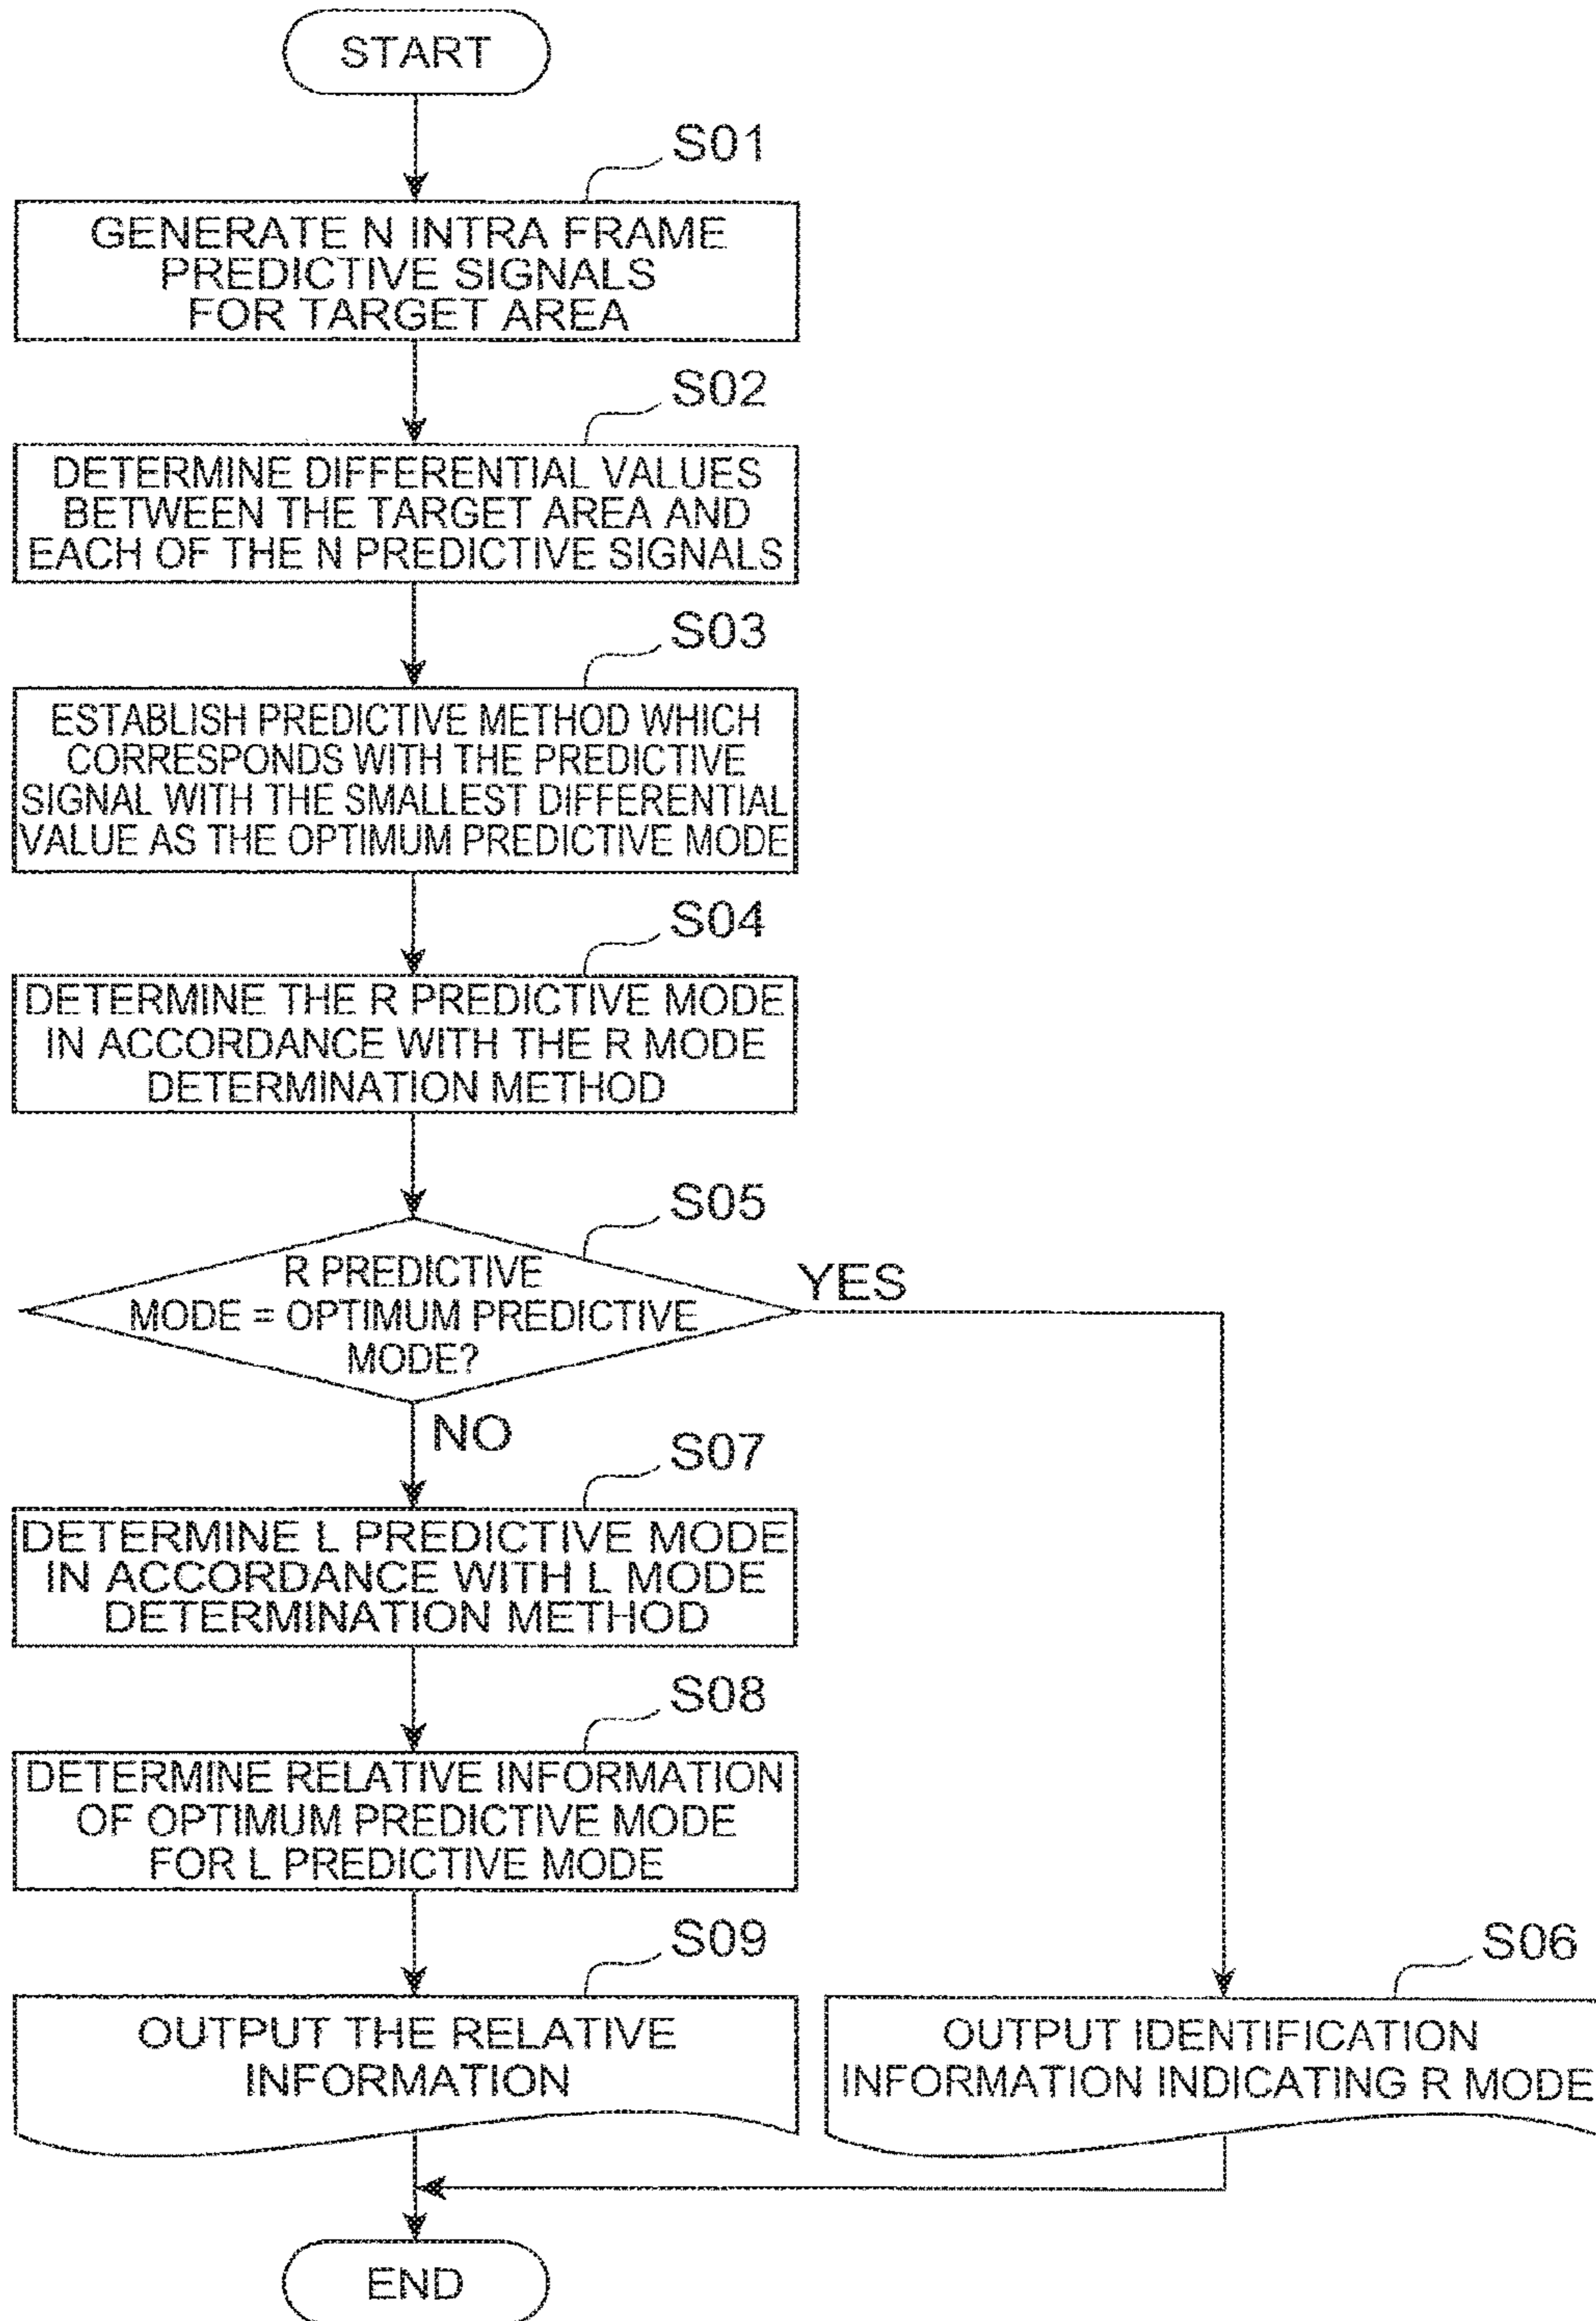 START
S01
GENERATE N INTRA FRAME
PREDICTIVE SIGNALS
FOR TARGET AREA
S02
DETERMINE DIFFERENTIAL VALUES
BETWEEN THE TARGET AREA AND
EACH OF THE N PREDICTIVE SIGNALS
S03
ESTABLISH PREDICTIVE METHOD WHICH
CORRESPONDS WITH THE PREDICTIVE
SIGNAL WITH THE SMALLEST DIFFERENTIAL
VALUE AS THE OPTIMUM PREDICTIVE MODE
S04
DETERMINE THE R PREDICTIVE MODE
IN ACCORDANCE WITH THE R MODE
DETERMINATION METHOD
S05
R PREDICTIVE
MODE = OPTIMUM PREDICTIVE
MODE?
YES
NO
S07
DETERMINE L PREDICTIVE MODE
IN ACCORDANCE WITH L MODE
DETERMINATION METHOD
S08
DETERMINE RELATIVE INFORMATION
OF OPTIMUM PREDICTIVE MODE
FOR L PREDICTIVE MODE
S09
OUTPUT THE RELATIVE
INFORMATION
S06
OUTPUT IDENTIFICATION
INFORMATION INDICATING R MODE
END